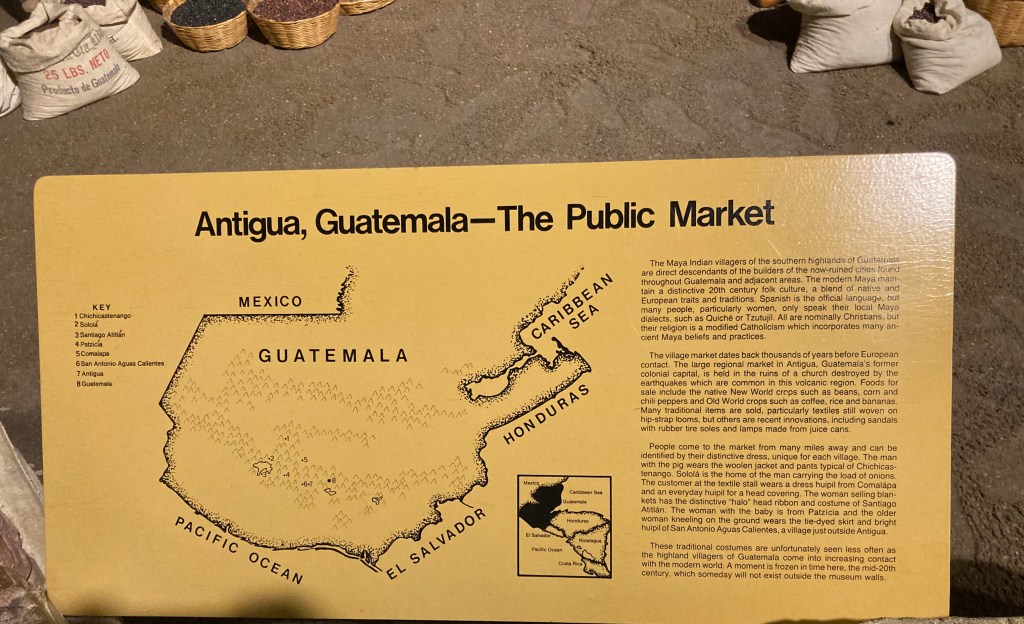 25 LBS. NETO
Producto de Guatemala
Antigua, Guatemala—The Public Market
KEY
1 Chichicastenango
2 Sololá
3 Santiago Atitlán
4 Patzicía
5 Comalapa
6 San Antonio Aguas Calientes
7 Antigua
8 Guatemala
MEXICO
GUATEMALA
CARIBBEAN
SEA
HONDURAS
EL SALVADOR
PACIFIC OCEAN
2
5
4
6
7
8
Mexico
Caribbean Sea
Guatemala
Honduras
El Salvador
Nicaragua
Pacific Ocean
Costa Rica
The Maya Indian villagers of the southern highlands of Guatemala
are direct descendants of the builders of the now-ruined cities found
throughout Guatemala and adjacent areas. The modern Maya main-
tain a distinctive 20th century folk culture, a blend of native and
European traits and traditions. Spanish is the official language, but
many people, particularly women, only speak their local Maya
dialects, such as Quiché or Tzutujil. All are nominally Christians, but
their religion is a modified Catholicism which incorporates many an-
cient Maya beliefs and practices.
The village market dates back thousands of years before European
contact. The large regional market in Antigua, Guatemala's former
colonial capital, is held in the ruins of a church destroyed by the
earthquakes which are common in this volcanic region. Foods for
sale include the native New World crops such as beans, corn and
chili peppers and Old World crops such as coffee, rice and bananas.
Many traditional items are sold, particularly textiles still woven on
hip-strap looms, but others are recent innovations, including sandals
with rubber tire soles and lamps made from juice cans.
People come to the market from many miles away and can be
identified by their distinctive dress, unique for each village. The man
with the pig wears the woolen jacket and pants typical of Chichicas-
tenango. Sololá is the home of the man carrying the load of onions.
The customer at the textile stall wears a dress huipil from Comalápa
and an everyday huipil for a head covering. The woman selling blan-
kets has the distinctive "halo" head ribbon and costume of Santiago
Atitlán. The woman with the baby is from Patzícia and the older
woman kneeling on the ground wears the tie-dyed skirt and bright
huipil of San Antonio Aguas Calientes, a village just outside Antigua.
These traditional costumes are unfortunately seen less often as
the highland villagers of Guatemala come into increasing contact
with the modern world. A moment is frozen in time here, the mid-20th
century, which someday will not exist outside the museum walls.